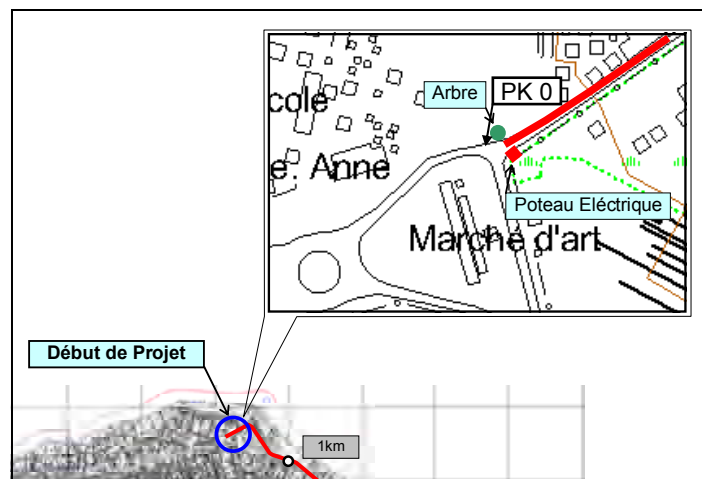 Arbre
PK 0
cole
e. Anne
Poteau Eléctrique
Marche d'art
Début de Projet
1km